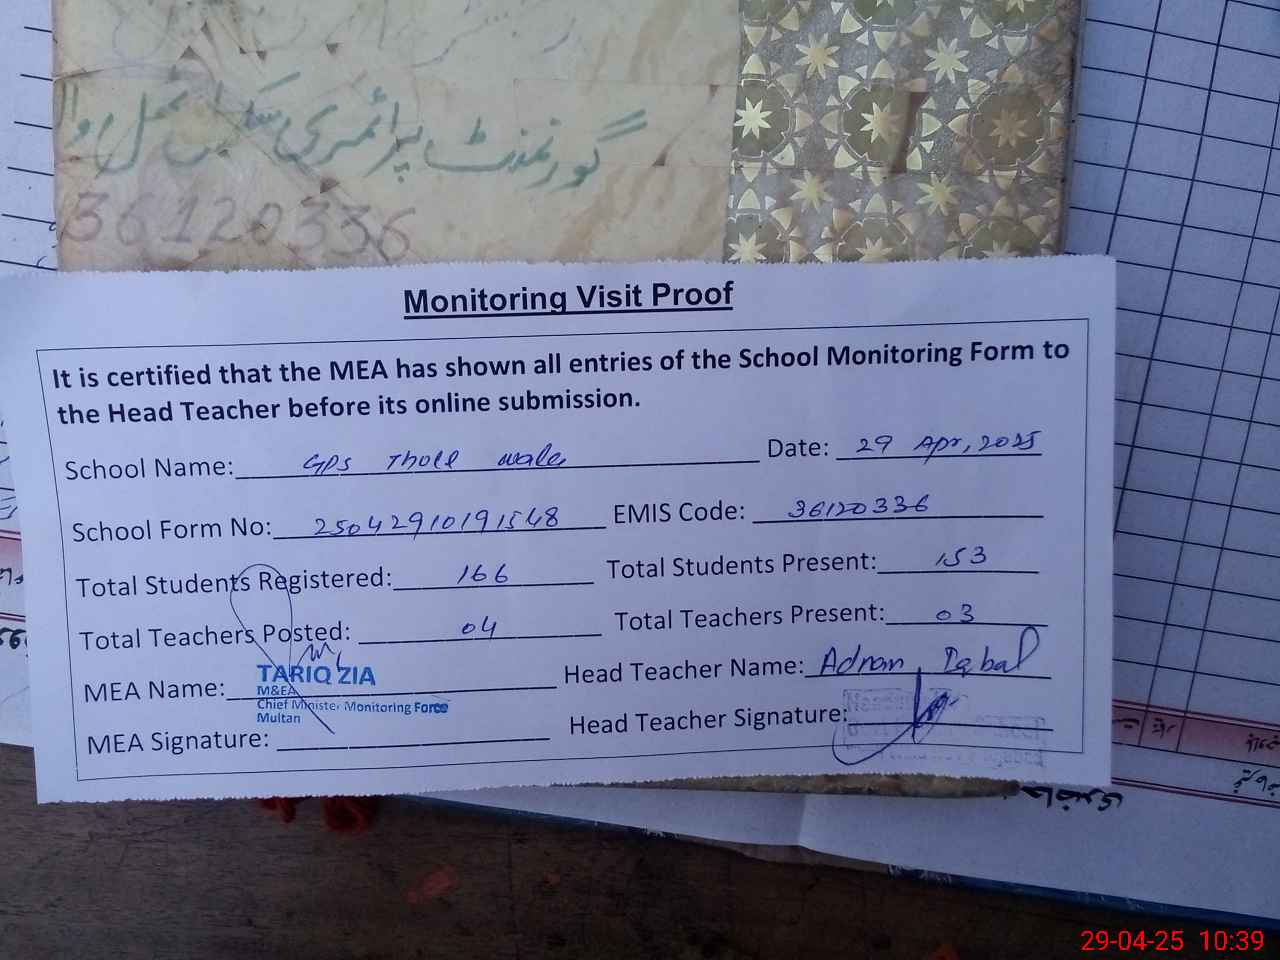 گورنمنٹ پرائمری سکول
36120336
Monitoring Visit Proof
It is certified that the MEA has shown all entries of the School Monitoring Form to
the Head Teacher before its online submission.
School Name: GPS Tholl wala Date: 29 Apr, 2025
School Form No: 25042910191548 EMIS Code: 36120336
Total Students Registered: 166 Total Students Present: 153
Total Teachers Posted: 04 Total Teachers Present: 03
MEA Name: TARIQ ZIA Head Teacher Name: Adnan Iqbal
M&EA
Chief Minister Monitoring Force
Multan
MEA Signature: Head Teacher Signature:
29-04-25 10:39